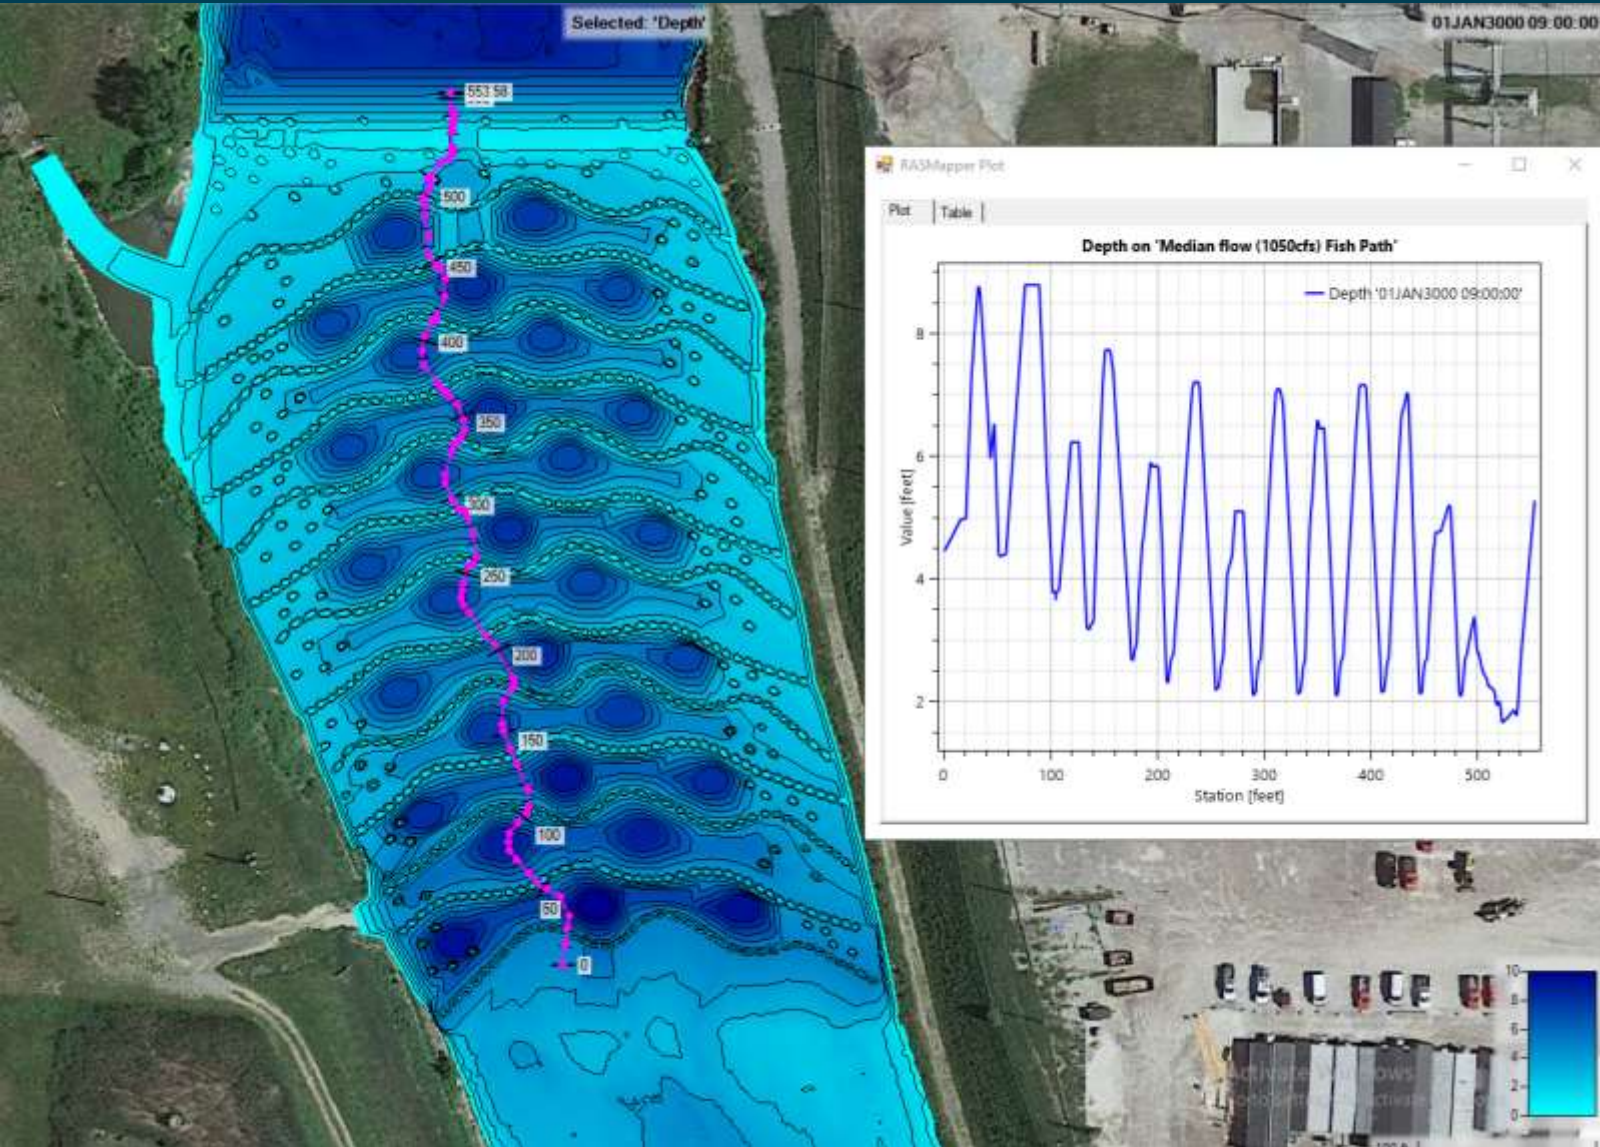 Selected: 'Depth'
01JAN3000 09:00:00
553.58
500
450
400
350
300
250
200
150
100
50
0
RASMapper Plot
Plot
Table
Depth on 'Median flow (1050cfs) Fish Path'
Depth '01JAN3000 09:00:00'
8
6
4
2
Value [feet]
0 100 200 300 400 500
Station [feet]
10
8
6
4
2
0
Activate Windows